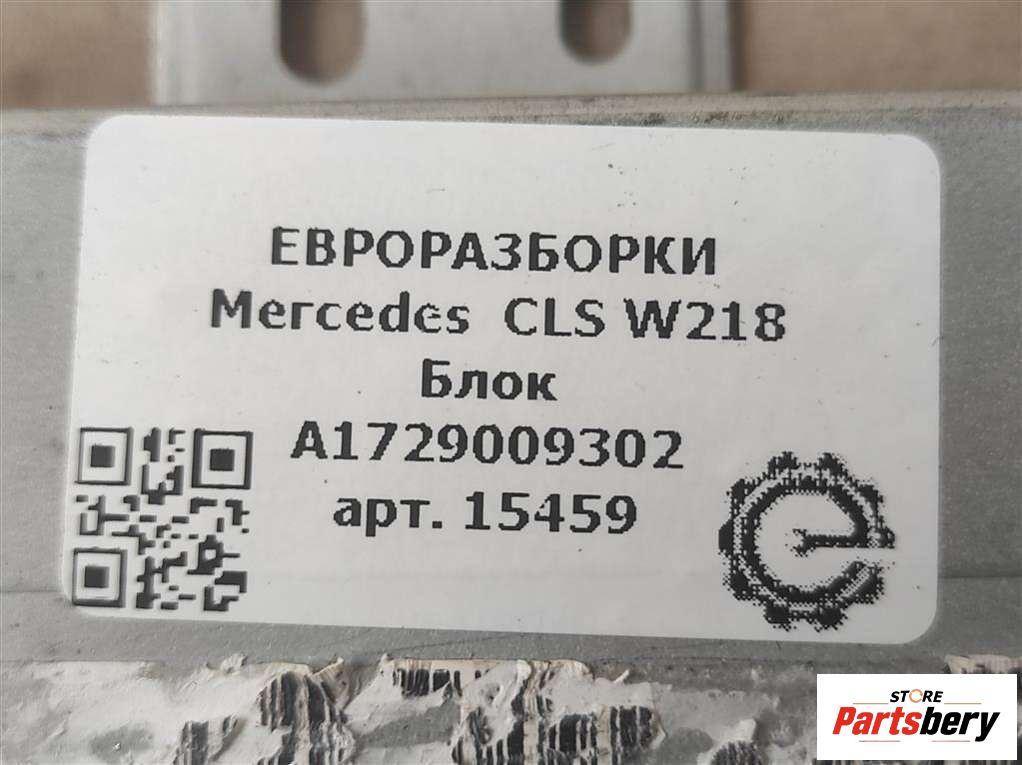 ЕВРОРАЗБОРКИ
Mercedes CLS W218
Блок
A1729009302
арт. 15459
STORE
Partsbery